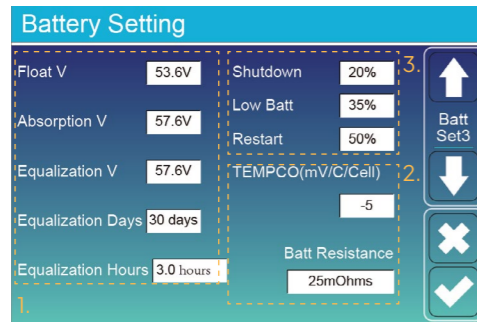 Battery Setting
Float V 53.6V
Absorption V 57.6V
Equalization V 57.6V
Equalization Days 30 days
Equalization Hours 3.0 hours
1.
Shutdown 20%
Low Batt 35%
Restart 50%
3.
TEMPCO(mV/C/Cell)
-5
Batt Resistance
25mOhms
2.
Batt
Set3